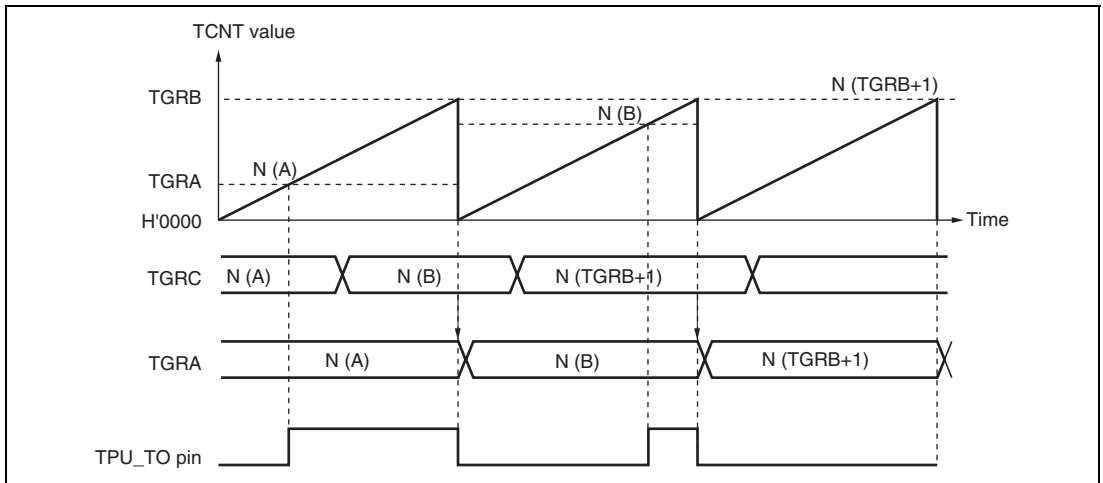 TCNT value
TGRB
N (TGRB+1)
N (B)
N (A)
TGRA
H'0000
Time
TGRC
N (A)
N (B)
N (TGRB+1)
TGRA
N (A)
N (B)
N (TGRB+1)
TPU_TO pin